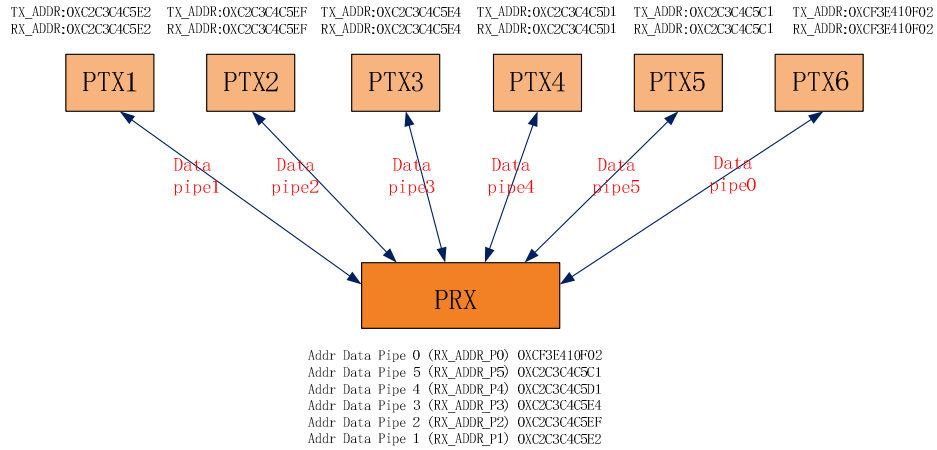 TX_ADDR:0XC2C3C4C5E2 TX_ADDR:0XC2C3C4C5EF TX_ADDR:0XC2C3C4C5E4 TX_ADDR:0XC2C3C4C5D1 TX_ADDR:0XC2C3C4C5C1 TX_ADDR:0XCF3E410F02
RX_ADDR:0XC2C3C4C5E2 RX_ADDR:0XC2C3C4C5EF RX_ADDR:0XC2C3C4C5E4 RX_ADDR:0XC2C3C4C5D1 RX_ADDR:0XC2C3C4C5C1 RX_ADDR:0XCF3E410F02
PTX1 PTX2 PTX3 PTX4 PTX5 PTX6
Data Data Data Data Data Data
pipe1 pipe2 pipe3 pipe4 pipe5 pipe0
PRX
Addr Data Pipe 0 (RX_ADDR_P0) 0XCF3E410F02
Addr Data Pipe 5 (RX_ADDR_P5) 0XC2C3C4C5C1
Addr Data Pipe 4 (RX_ADDR_P4) 0XC2C3C4C5D1
Addr Data Pipe 3 (RX_ADDR_P3) 0XC2C3C4C5E4
Addr Data Pipe 2 (RX_ADDR_P2) 0XC2C3C4C5EF
Addr Data Pipe 1 (RX_ADDR_P1) 0XC2C3C4C5E2